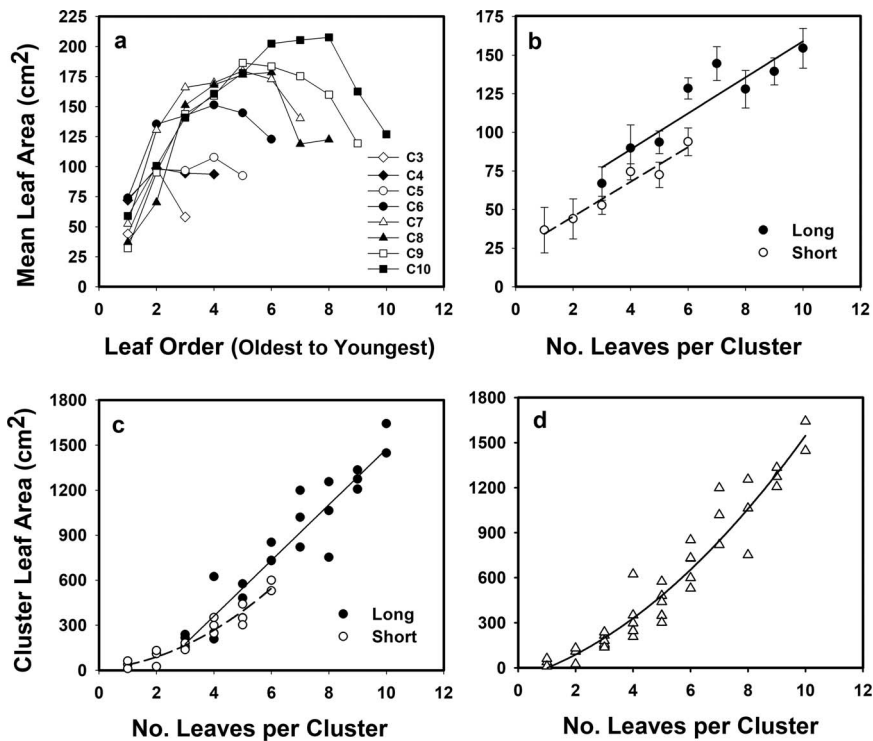 a
Mean Leaf Area (cm2)
225
200
175
150
125
100
75
50
25
0
C3
C4
C5
C6
C7
C8
C9
C10
0 2 4 6 8 10 12
Leaf Order (Oldest to Youngest)
b
175
150
125
100
75
50
25
0
Long
Short
0 2 4 6 8 10 12
No. Leaves per Cluster
c
Cluster Leaf Area (cm2)
1800
1500
1200
900
600
300
0
Long
Short
0 2 4 6 8 10 12
No. Leaves per Cluster
d
1800
1500
1200
900
600
300
0
0 2 4 6 8 10 12
No. Leaves per Cluster